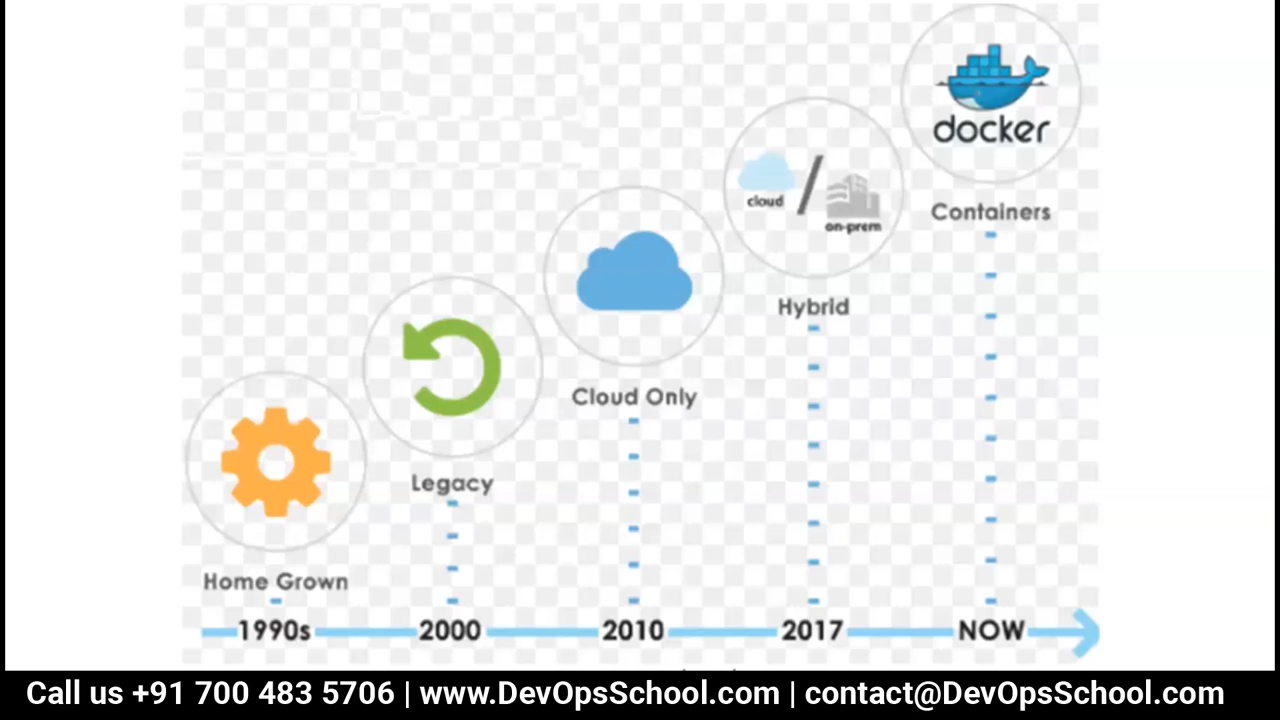 docker
Containers
cloud / on-prem
Hybrid
Cloud Only
Legacy
Home Grown
1990s 2000 2010 2017 NOW
Call us +91 700 483 5706 | www.DevOpsSchool.com | contact@DevOpsSchool.com